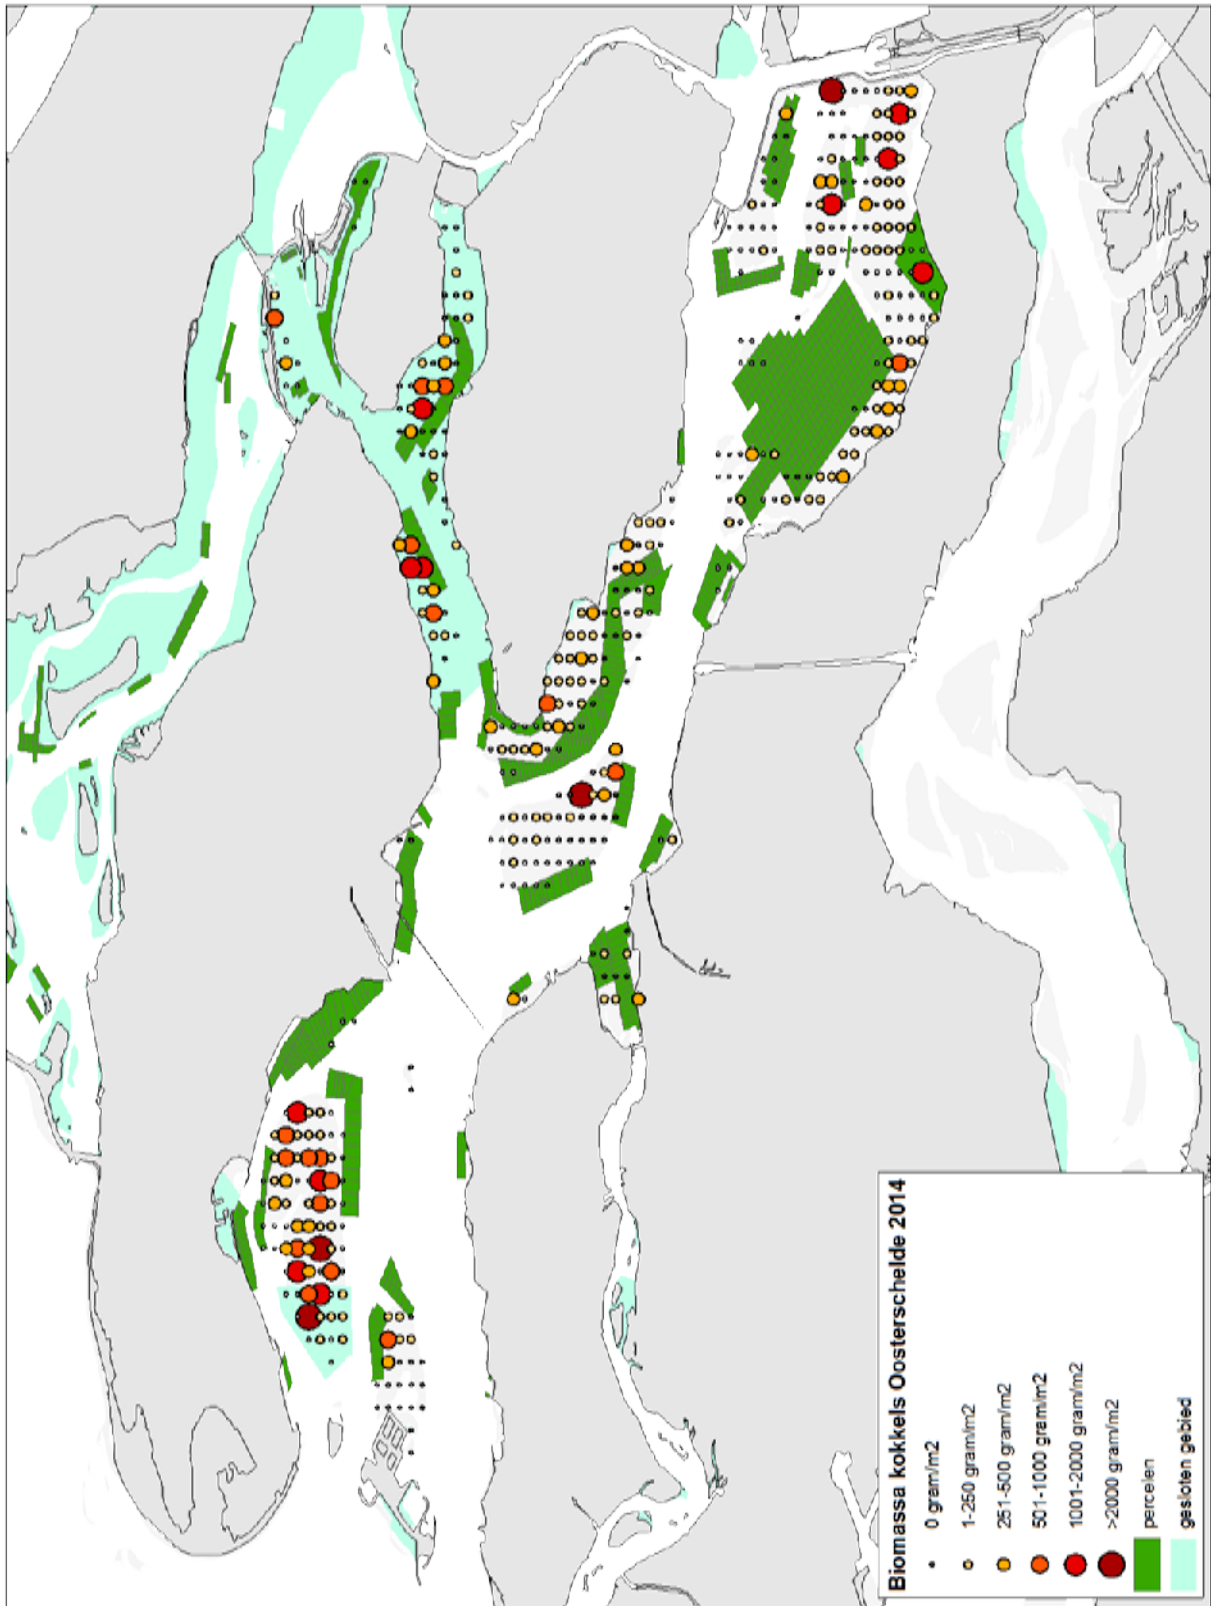 Biomassa kokkels Oosterschelde 2014
0 gram/m2
1-250 gram/m2
251-500 gram/m2
501-1000 gram/m2
1001-2000 gram/m2
>2000 gram/m2
percelen
gesloten gebied